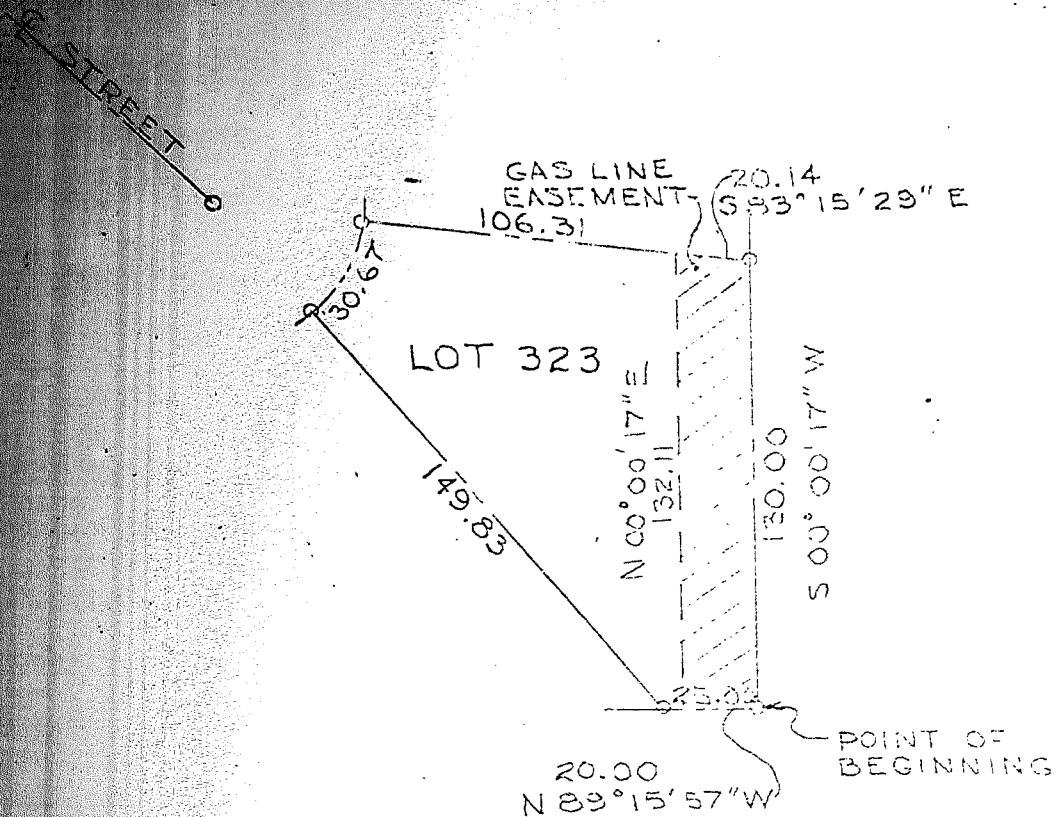 ℄ STREET
GAS LINE
EASEMENT
20.14
S 83°15'29" E
106.31
30.67
LOT 323
N 00°00'17"E
132.11
130.00
S 00°00'17" W
149.83
25.02
POINT OF
BEGINNING
20.00
N 89°15'57"W